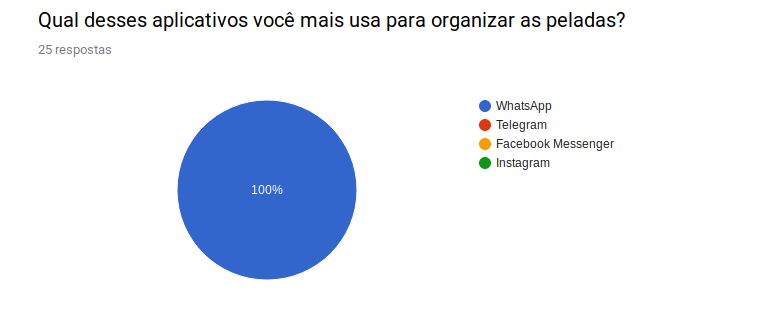 Qual desses aplicativos você mais usa para organizar as peladas?
25 respostas
100%
WhatsApp
Telegram
Facebook Messenger
Instagram